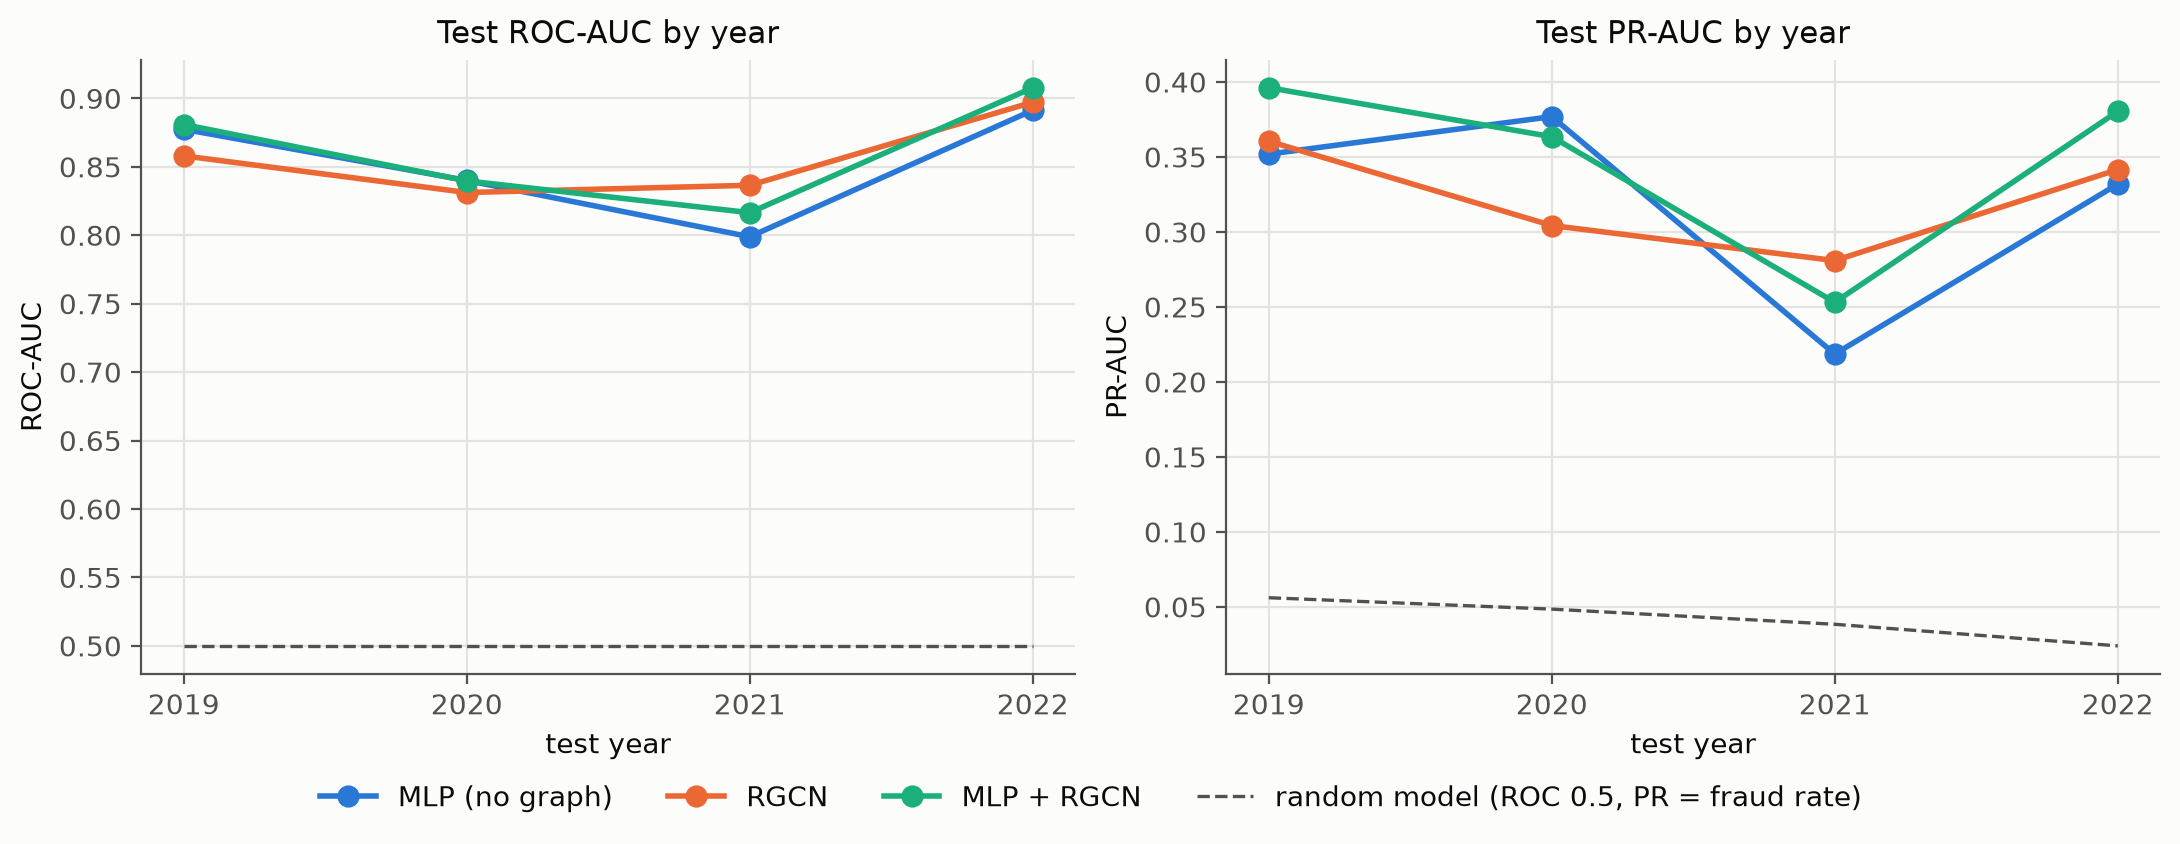 Test ROC-AUC by year
ROC-AUC
0.90
0.85
0.80
0.75
0.70
0.65
0.60
0.55
0.50
2019 2020 2021 2022
test year
Test PR-AUC by year
PR-AUC
0.40
0.35
0.30
0.25
0.20
0.15
0.10
0.05
2019 2020 2021 2022
test year
MLP (no graph) RGCN MLP + RGCN random model (ROC 0.5, PR = fraud rate)